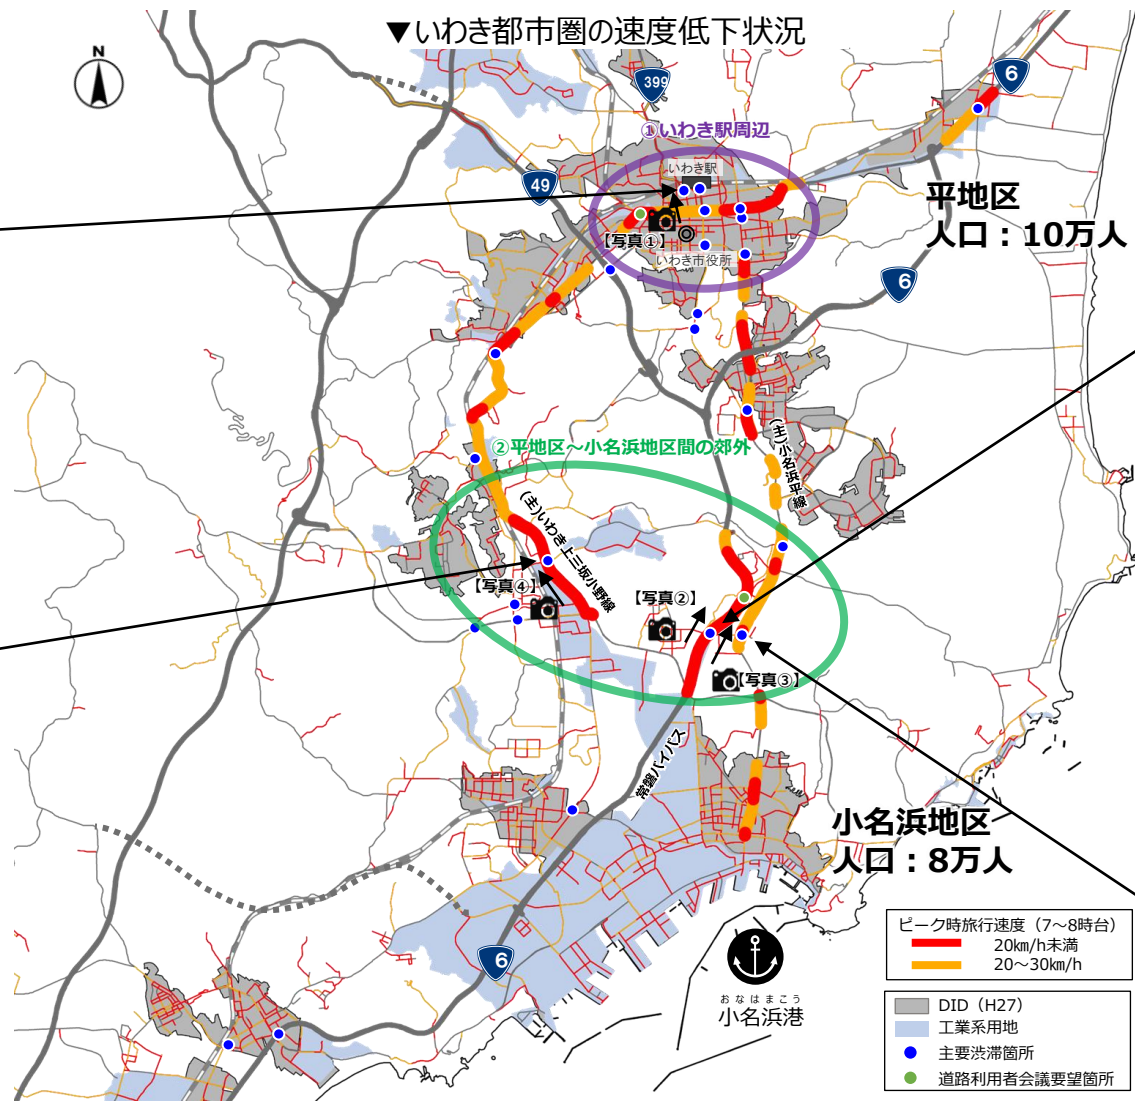 ▼いわき都市圏の速度低下状況
N
399
6
①いわき駅周辺
いわき駅
49
平地区
人口：10万人
【写真①】
いわき市役所
6
(主)小名浜平線
②平地区～小名浜地区間の郊外
(主)いわき上三坂小野線
【写真④】
【写真②】
【写真③】
常磐バイパス
小名浜地区
人口：8万人
6
おなはまこう
小名浜港
ピーク時旅行速度（7～8時台）
20km/h未満
20～30km/h
DID（H27）
工業系用地
主要渋滞箇所
道路利用者会議要望箇所